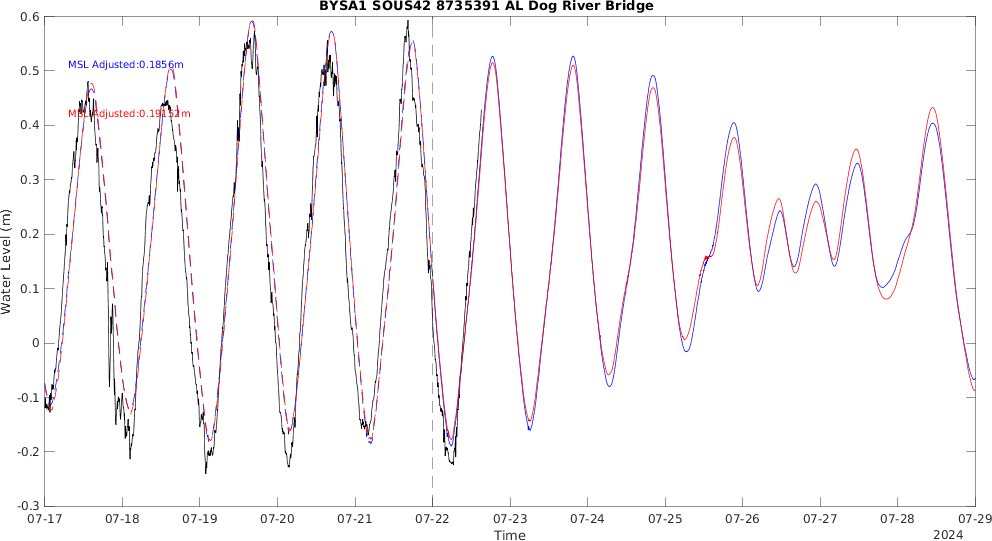 BYSA1 SOUS42 8735391 AL Dog River Bridge
Water Level (m)
0.6
0.5
0.4
0.3
0.2
0.1
0
-0.1
-0.2
-0.3
MSL Adjusted:0.1856m
MSL Adjusted:0.19152m
07-17 07-18 07-19 07-20 07-21 07-22 07-23 07-24 07-25 07-26 07-27 07-28 07-29
Time
2024